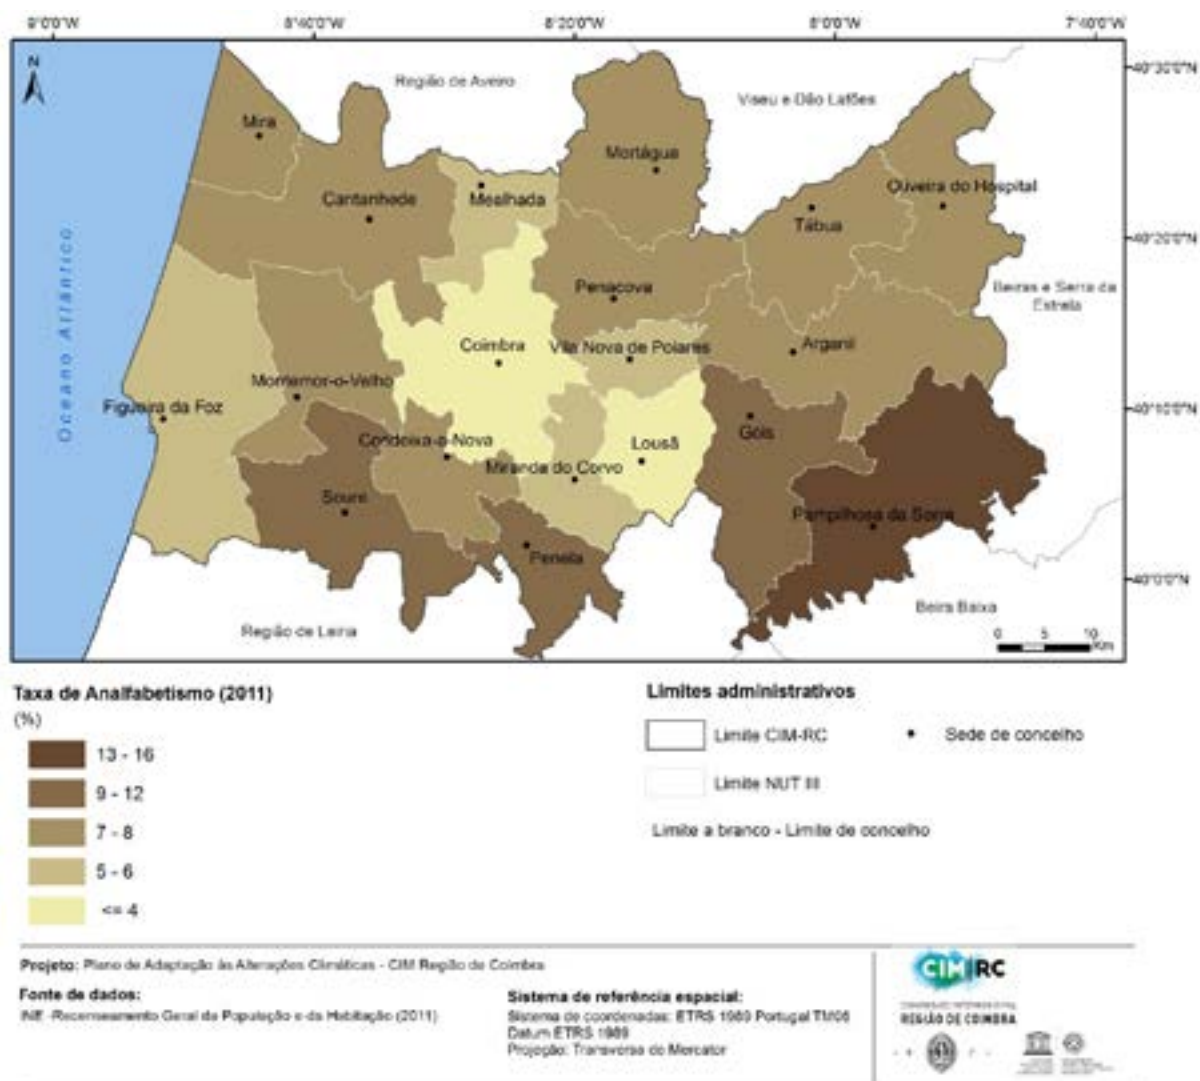 9°0'0"W 8°40'0"W 8°20'0"W 8°0'0"W 7°40'0"W
N
Região de Aveiro
Viseu e Dão Lafões
40°30'0"N
Mira
Mortágua
Cantanhede
Mealhada
Oliveira do Hospital
Tábua
40°20'0"N
Oceano Atlântico
Penacova
Beiras e Serra da
Estrela
Coimbra
Vila Nova de Poiares
Arganil
Montemor-o-Velho
Figueira da Foz
40°10'0"N
Condeixa-a-Nova
Lousã
Góis
Miranda do Corvo
Soure
Pampilhosa da Serra
Penela
40°0'0"N
Beira Baixa
Região de Leiria
0 5 10
Km
Taxa de Analfabetismo (2011)
(%)
13 - 16
9 - 12
7 - 8
5 - 6
<= 4
Limites administrativos
Limite CIM-RC
Sede de concelho
Limite NUT III
Limite a branco - Limite de concelho
Projeto: Plano de Adaptação às Alterações Climáticas - CIM Região de Coimbra
Fonte de dados:
INE -Recenseamento Geral da População e da Habitação (2011)
Sistema de referência espacial:
Sistema de coordenadas: ETRS 1989 Portugal TM06
Datum ETRS 1989
Projeção: Transverse de Mercator
CIM RC
REGIÃO DE COIMBRA